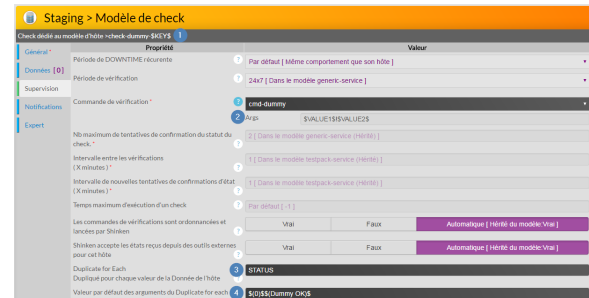 Staging > Modèle de check
Check dédié au modèle d'hôte >check-dummy-$KEY$ 1
Propriété Valeur
Général *
Données [0]
Supervision
Notifications
Expert
Période de DOWNTIME récurente ? Par défaut [ Même comportement que son hôte ]
Période de vérification ? 24x7 [ Dans le modèle generic-service ]
Commande de vérification * ? cmd-dummy
2 Args $VALUE1$!$VALUE2$
Nb maximum de tentatives de confirmation du statut du
check. * ? 2 [ Dans le modèle generic-service (Hérité) ]
Intervalle entre les vérifications
( X minutes ) * ? 1 [ Dans le modèle testpack-service (Hérité) ]
Intervalle de nouvelles tentatives de confirmations d'état
( X minutes ) * ? 1 [ Dans le modèle testpack-service (Hérité) ]
Temps maximum d'exécution d'un check ? Par défaut [ -1 ]
Les commandes de vérifications sont ordonnancées et
lancées par Shinken ? Vrai Faux Automatique [ Hérité du modèle:Vrai ]
Shinken accepte les états reçus depuis des outils externes
pour cet hôte ? Vrai Faux Automatique [ Hérité du modèle:Vrai ]
Duplicate for Each 3 STATUS
Dupliqué pour chaque valeur de la Donnée de l'hôte ?
Valeur par défaut des arguments du Duplicate for each 4 $(0)$$(Dummy OK)$